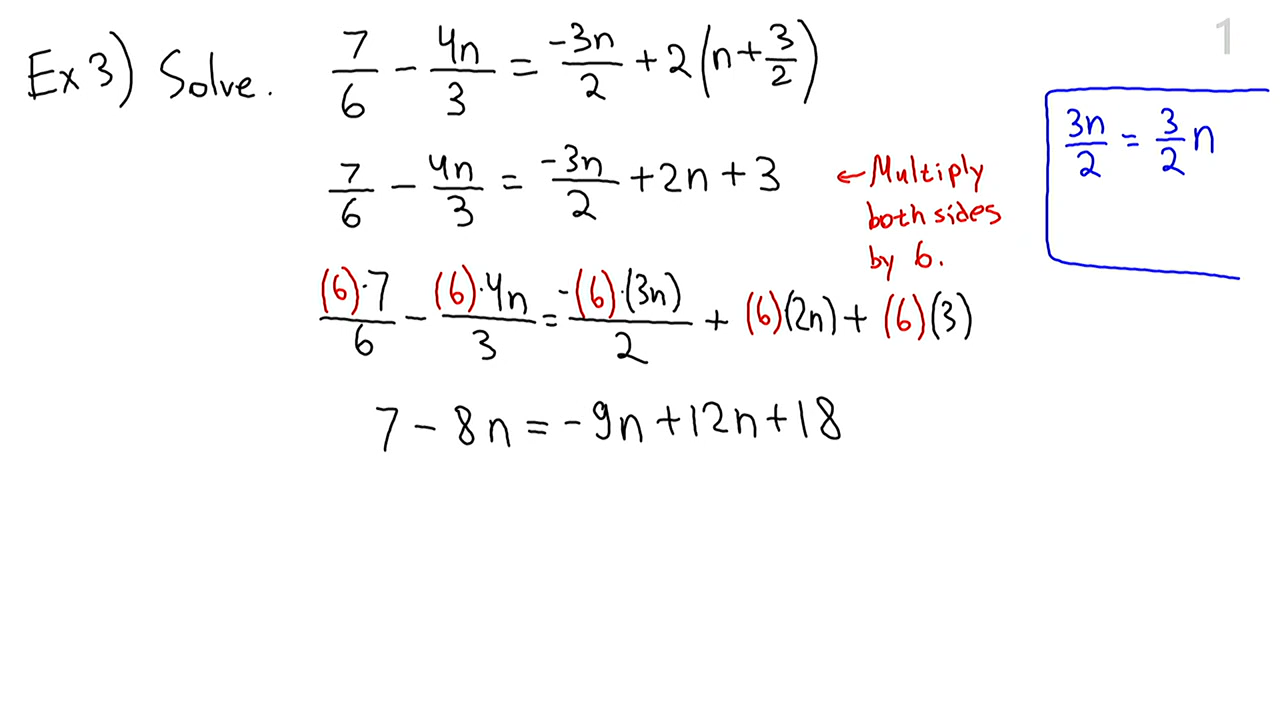 1
Ex 3) Solve. 7/6 - 4n/3 = -3n/2 + 2(n + 3/2)
3n/2 = 3/2 n
7/6 - 4n/3 = -3n/2 + 2n + 3
← Multiply
both sides
by 6.
(6)·7/6 - (6)·4n/3 = -(6)·(3n)/2 + (6)(2n) + (6)(3)
7 - 8n = -9n + 12n + 18